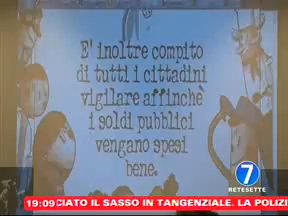 E' inoltre compito
di tutti i cittadini
vigilare affinchè
i soldi pubblici
vengano spesi
bene.
7
RETESETTE
19:09 CIATO IL SASSO IN TANGENZIALE. LA POLIZI